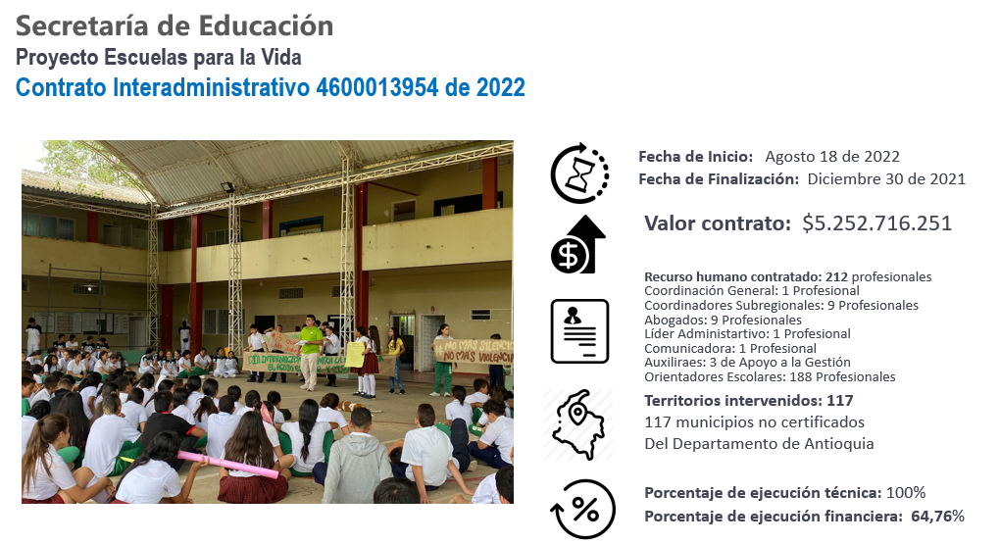 Secretaría de Educación
Proyecto Escuelas para la Vida
Contrato Interadministrativo 4600013954 de 2022
Fecha de Inicio: Agosto 18 de 2022
Fecha de Finalización: Diciembre 30 de 2021
Valor contrato: $5.252.716.251
Recurso humano contratado: 212 profesionales
Coordinación General: 1 Profesional
Coordinadores Subregionales: 9 Profesionales
Abogados: 9 Profesionales
Líder Administartivo: 1 Profesional
Comunicadora: 1 Profesional
Auxiliraes: 3 de Apoyo a la Gestión
Orientadores Escolares: 188 Profesionales
Territorios intervenidos: 117
117 municipios no certificados
Del Departamento de Antioquia
Porcentaje de ejecución técnica: 100%
Porcentaje de ejecución financiera: 64,76%
NO MAS SILENCIO
NO MAS VIOLENCIA